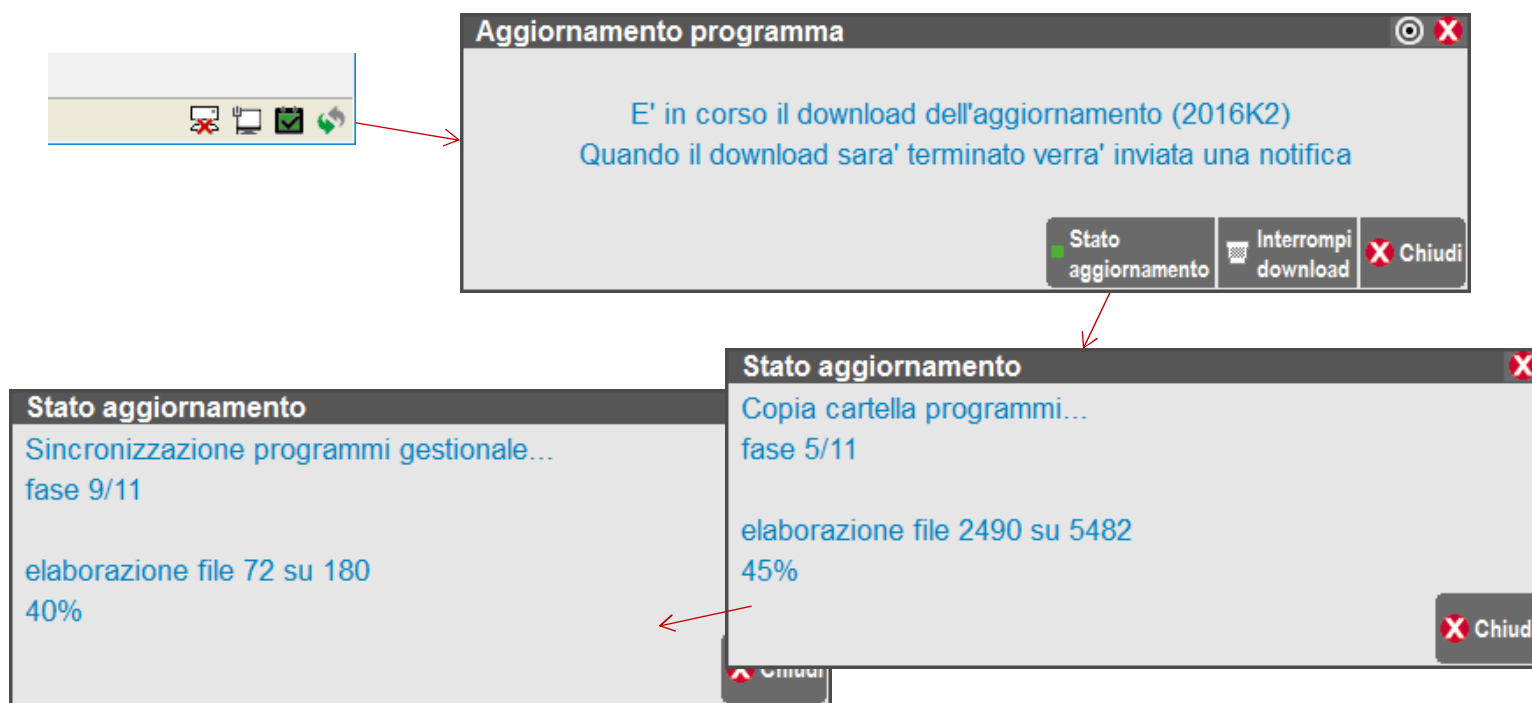 Aggiornamento programma
E' in corso il download dell'aggiornamento (2016K2)
Quando il download sara' terminato verra' inviata una notifica
Stato
aggiornamento
Interrompi
download
Chiudi
Stato aggiornamento
Copia cartella programmi...
fase 5/11
elaborazione file 2490 su 5482
45%
Chiud
Stato aggiornamento
Sincronizzazione programmi gestionale...
fase 9/11
elaborazione file 72 su 180
40%
Chiudi